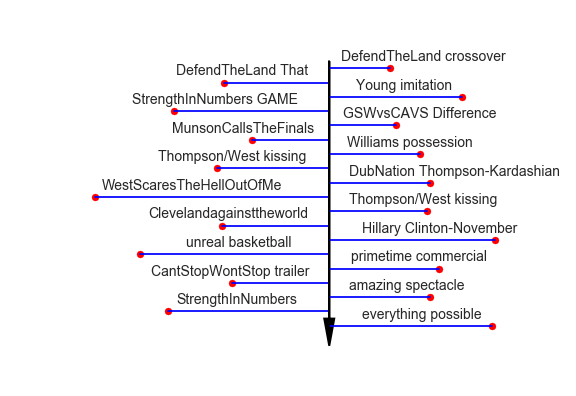 DefendTheLand crossover
DefendTheLand That
Young imitation
StrengthInNumbers GAME
GSWvsCAVS Difference
MunsonCallsTheFinals
Williams possession
Thompson/West kissing
DubNation Thompson-Kardashian
WestScaresTheHellOutOfMe
Thompson/West kissing
Clevelandagainsttheworld
Hillary Clinton-November
unreal basketball
primetime commercial
CantStopWontStop trailer
amazing spectacle
StrengthInNumbers
everything possible